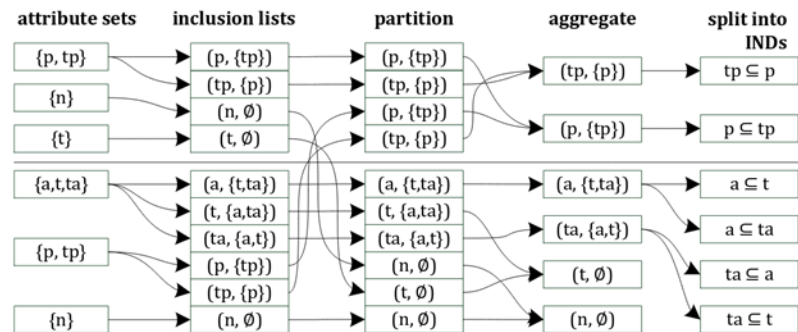 attribute sets
inclusion lists
partition
aggregate
split into
INDs
{p, tp}
{n}
{t}
(p, {tp})
(tp, {p})
(n, Ø)
(t, Ø)
(p, {tp})
(tp, {p})
(p, {tp})
(tp, {p})
(tp, {p})
(p, {tp})
tp ⊆ p
p ⊆ tp
{a,t,ta}
{p, tp}
{n}
(a, {t,ta})
(t, {a,ta})
(ta, {a,t})
(p, {tp})
(tp, {p})
(n, Ø)
(a, {t,ta})
(t, {a,ta})
(ta, {a,t})
(n, Ø)
(t, Ø)
(n, Ø)
(a, {t,ta})
(ta, {a,t})
(t, Ø)
(n, Ø)
a ⊆ t
a ⊆ ta
ta ⊆ a
ta ⊆ t